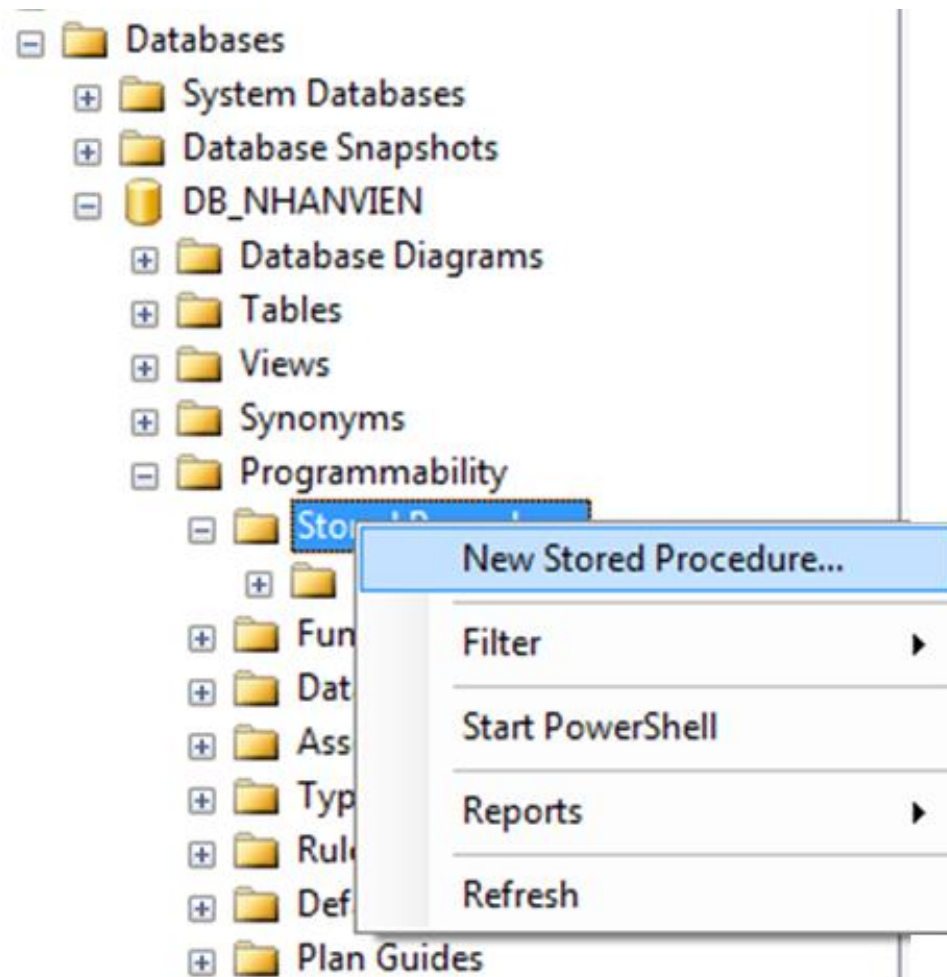 Databases
System Databases
Database Snapshots
DB_NHANVIEN
Database Diagrams
Tables
Views
Synonyms
Programmability
New Stored Procedure...
Filter
Start PowerShell
Reports
Refresh
Plan Guides